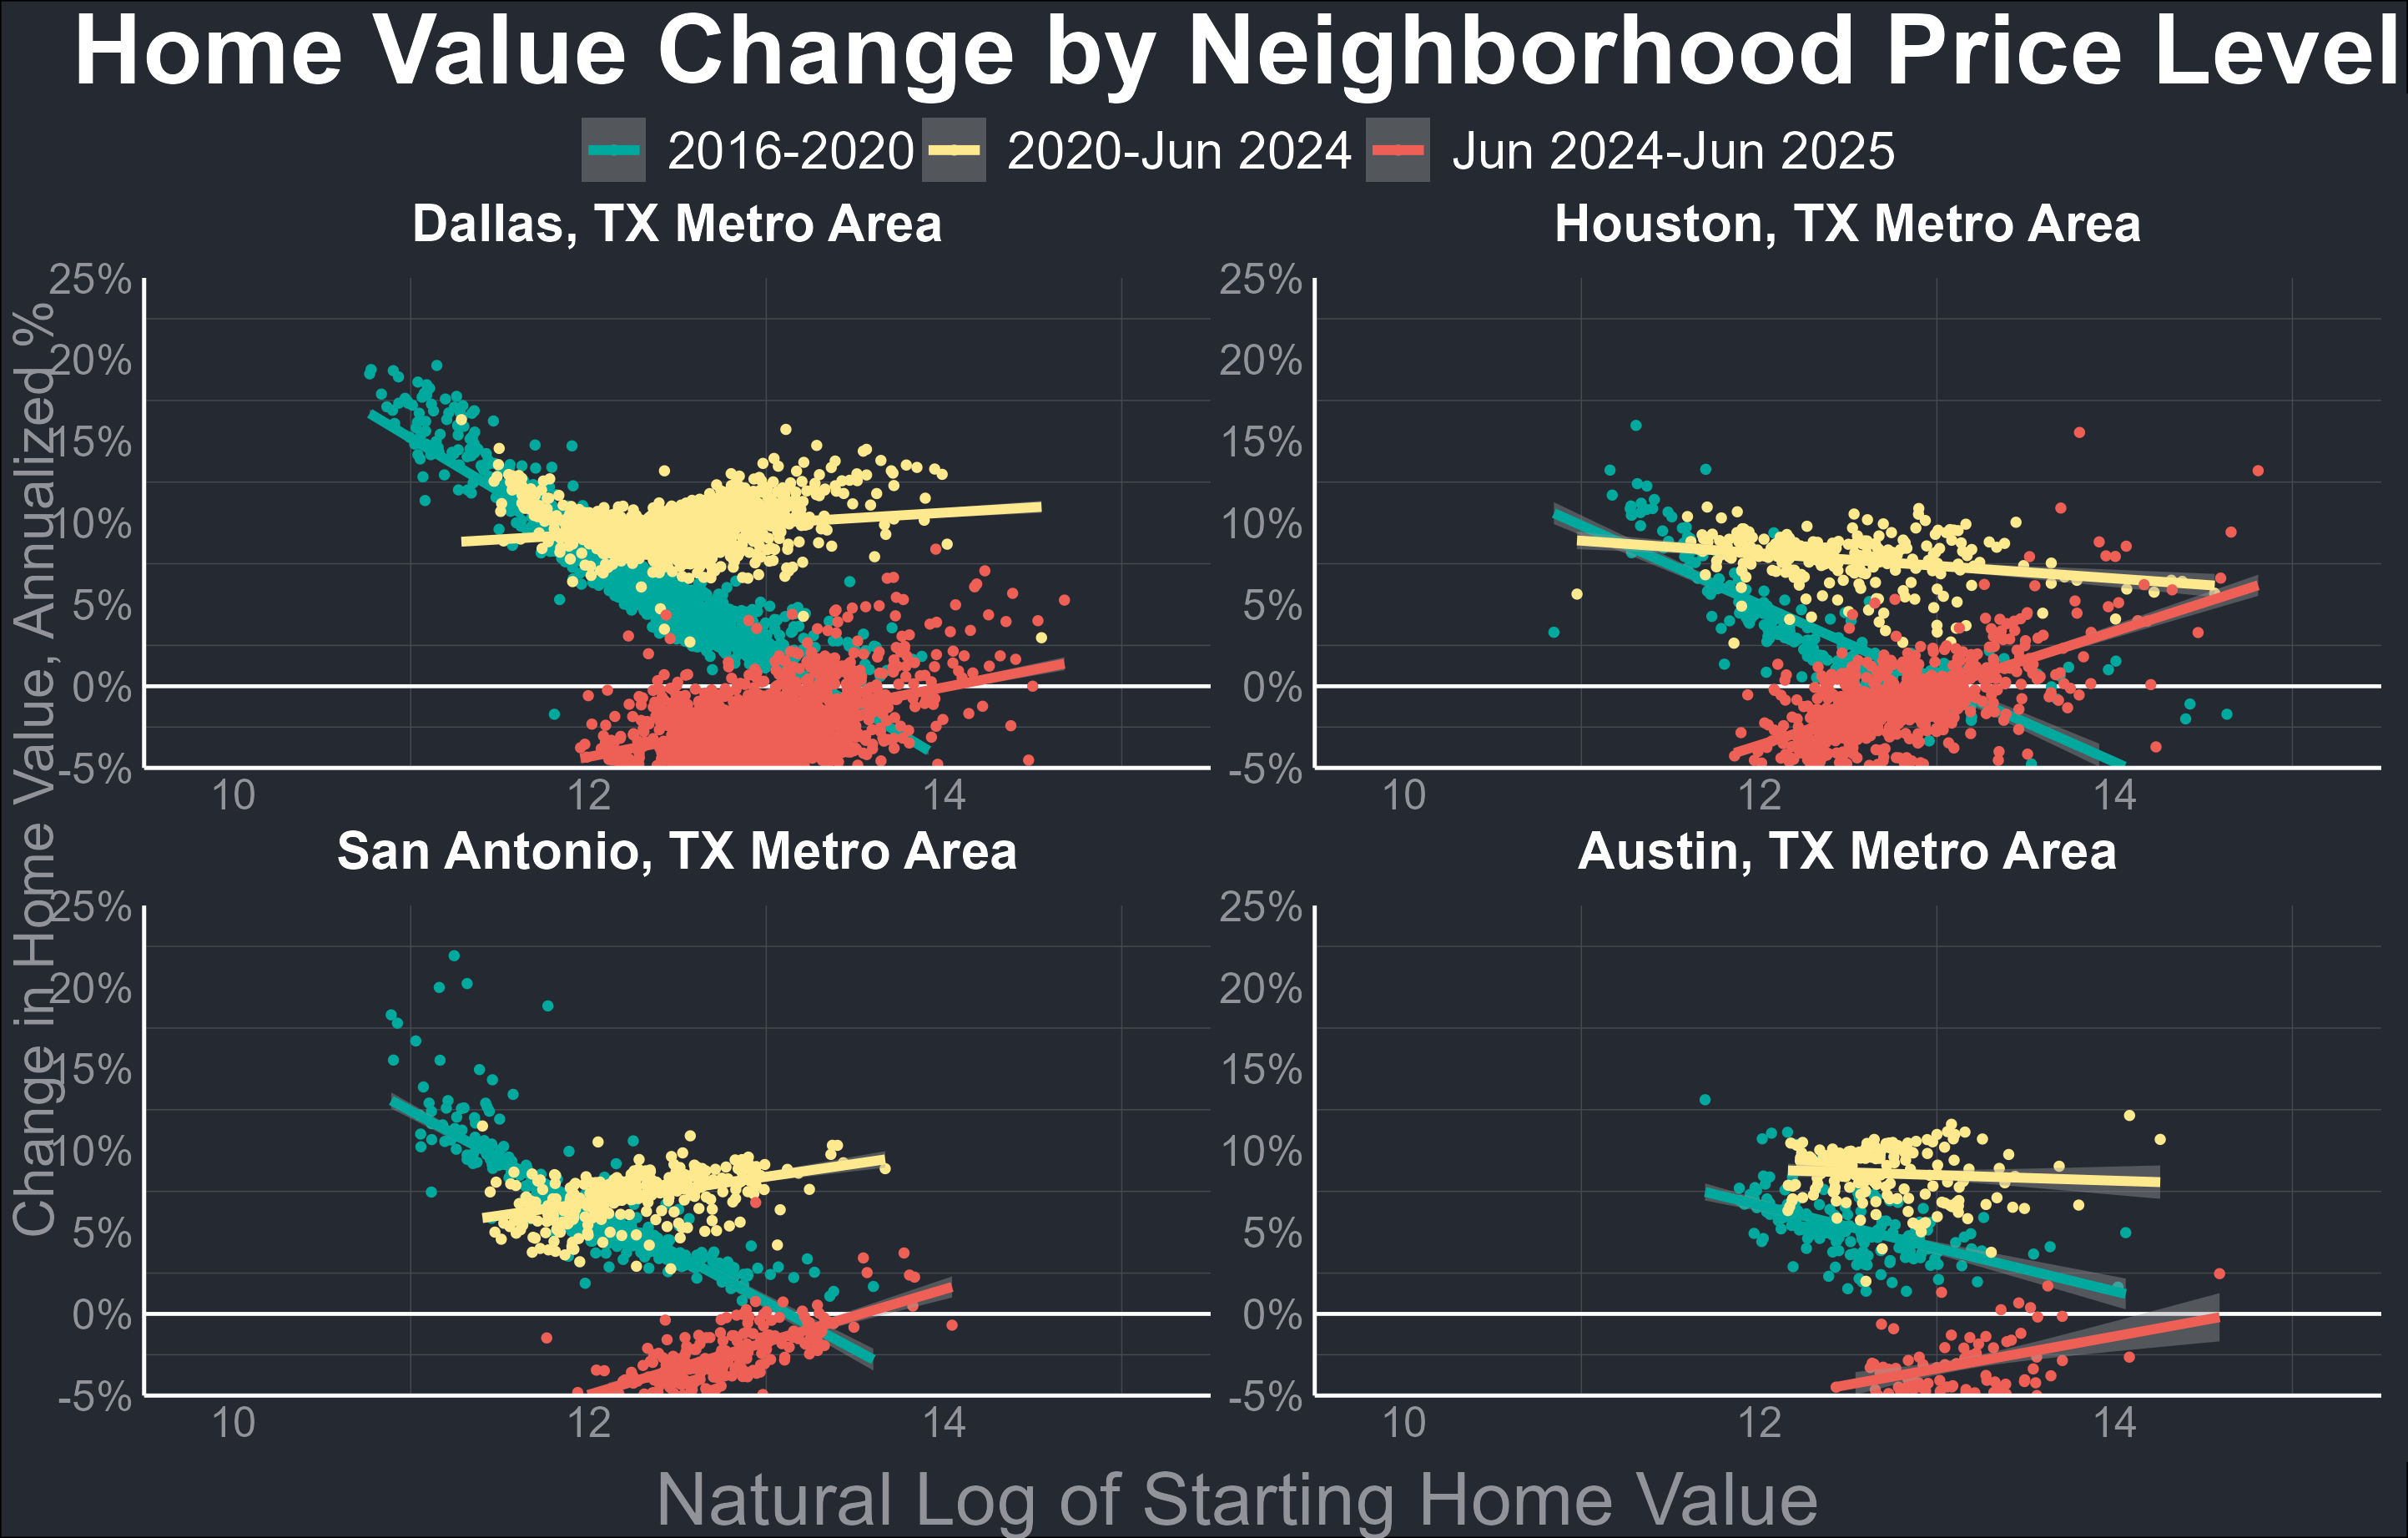 Home Value Change by Neighborhood Price Level
2016-2020 2020-Jun 2024 Jun 2024-Jun 2025
Dallas, TX Metro Area
Houston, TX Metro Area
Change in Home Value, Annualized %
25%
20%
15%
10%
5%
0%
-5%
10 12 14
25%
20%
15%
10%
5%
0%
-5%
10 12 14
San Antonio, TX Metro Area
Austin, TX Metro Area
25%
20%
15%
10%
5%
0%
-5%
10 12 14
25%
20%
15%
10%
5%
0%
-5%
10 12 14
Natural Log of Starting Home Value